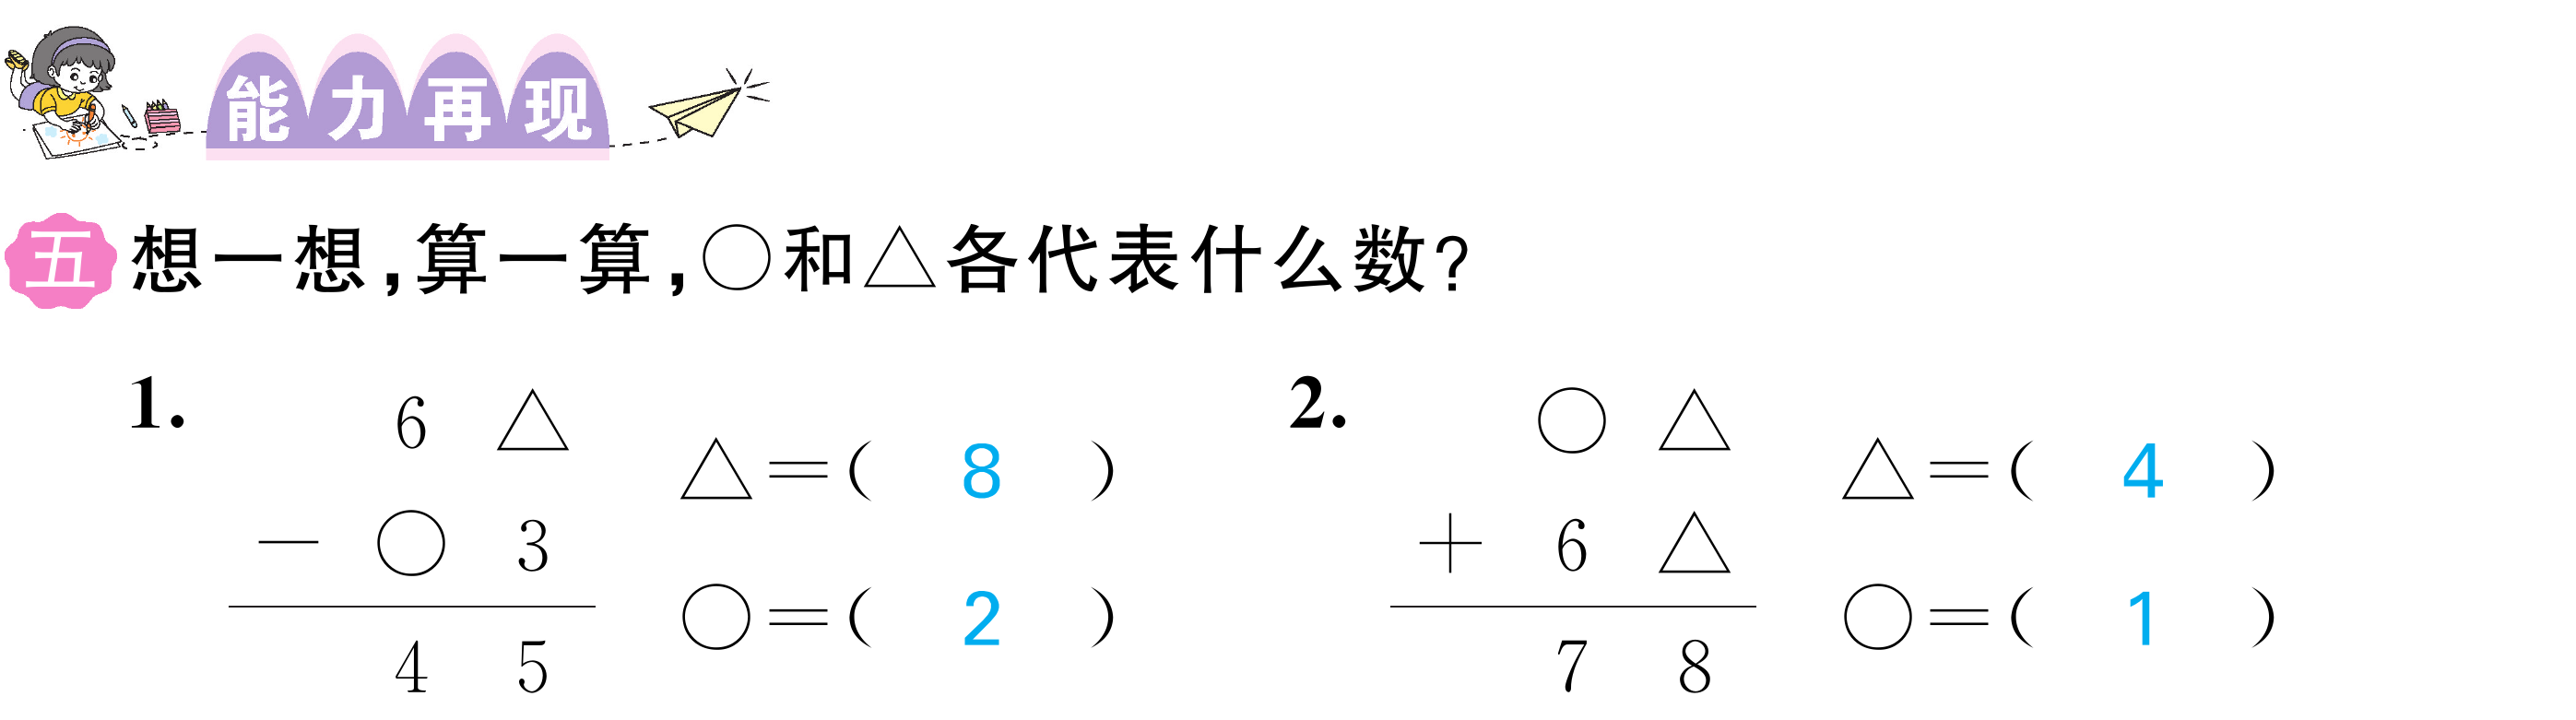 能力再现
五 想一想,算一算,○和△各代表什么数?
1.
6 △
- ○ 3
4 5
△=( 8 )
○=( 2 )
2.
○ △
+ 6 △
7 8
△=( 4 )
○=( 1 )